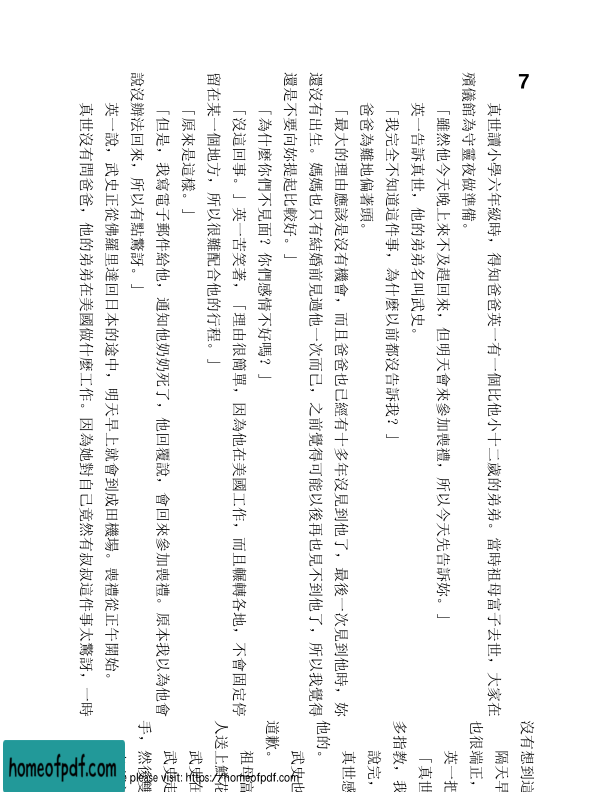 7
真世讀小學六年級時，得知爸爸英一有一個比他小十二歲的弟弟。當時祖母富子去世，大家在
殯儀館為守靈夜做準備。
「雖然他今天晚上來不及趕回來，但明天會來參加喪禮，所以今天先告訴妳。」
英一告訴真世，他的弟弟名叫武史。
「我完全不知道這件事，為什麼以前都沒告訴我？」
爸爸為難地偏著頭。
「最大的理由應該是沒有機會，而且爸爸也已經有十多年沒見到他了，最後一次見到他時，妳
還沒有出生。媽媽也只有結婚前見過他一次而已，之前覺得可能以後再也見不到他了，所以我覺得
還是不要向妳提起比較好。」
「為什麼你們不見面？你們感情不好嗎？」
「沒這回事。」英一苦笑著，「理由很簡單，因為他在美國工作，而且輾轉各地，不會固定停
留在某一個地方，所以很難配合他的行程。」
「原來是這樣。」
「但是，我寫電子郵件給他，通知他奶奶死了，他回覆說，會回來參加喪禮。原本我以為他會
說沒辦法回來，所以有點驚訝。」
英一說，武史正從佛羅里達回日本的途中，明天早上就會到成田機場。喪禮從正午開始。
真世沒有問爸爸，他的弟弟在美國做什麼工作。因為她對自己竟然有叔叔這件事太驚訝，一時
沒有想到這
隔天早
也很端正，
英一把
「真世
多指教，我
說完，
真世感
他的。
武史也
道歉。
祖母富
人送上鮮花
武史在
武史走
手，然後雙
please visit: https://homeofpdf.com
homeofpdf.com